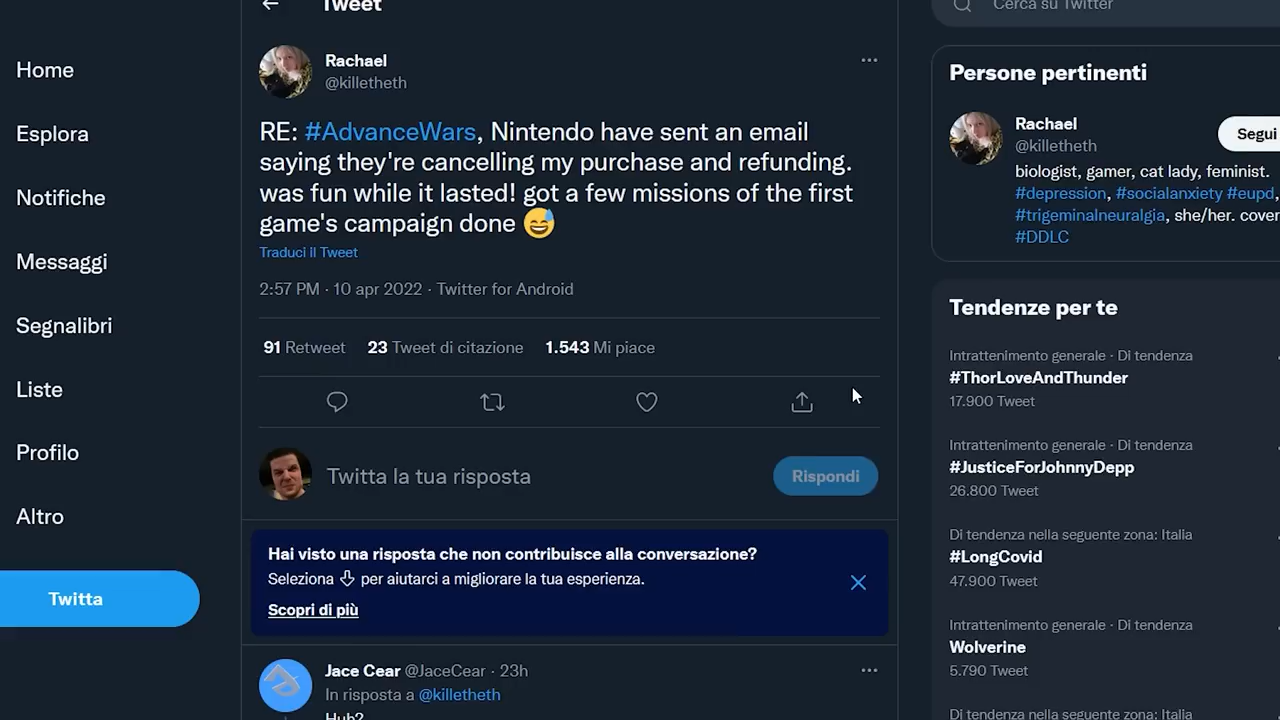 Tweet
Cerca su Twitter
Home
Esplora
Notifiche
Messaggi
Segnalibri
Liste
Profilo
Altro
Twitta
Rachael
@killetheth
RE: #AdvanceWars, Nintendo have sent an email
saying they're cancelling my purchase and refunding.
was fun while it lasted! got a few missions of the first
game's campaign done 😅
Traduci il Tweet
2:57 PM · 10 apr 2022 · Twitter for Android
91 Retweet 23 Tweet di citazione 1.543 Mi piace
Twitta la tua risposta
Rispondi
Hai visto una risposta che non contribuisce alla conversazione?
Seleziona per aiutarci a migliorare la tua esperienza.
Scopri di più
Jace Cear @JaceCear · 23h
In risposta a @killetheth
Huh?
Persone pertinenti
Rachael
@killetheth
Segui
biologist, gamer, cat lady, feminist.
#depression, #socialanxiety #eupd,
#trigeminalneuralgia, she/her. cover
#DDLC
Tendenze per te
Intrattenimento generale · Di tendenza
#ThorLoveAndThunder
17.900 Tweet
Intrattenimento generale · Di tendenza
#JusticeForJohnnyDepp
26.800 Tweet
Di tendenza nella seguente zona: Italia
#LongCovid
47.900 Tweet
Intrattenimento generale · Di tendenza
Wolverine
5.790 Tweet
Di tendenza nella seguente zona: Italia